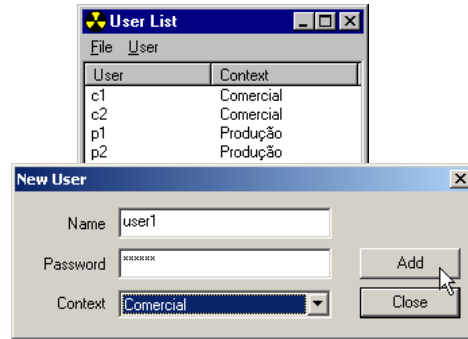 User List
File User
User Context
c1 Comercial
c2 Comercial
p1 Produção
p2 Produção
New User
Name user1
Password ××××××
Add
Context Comercial
Close